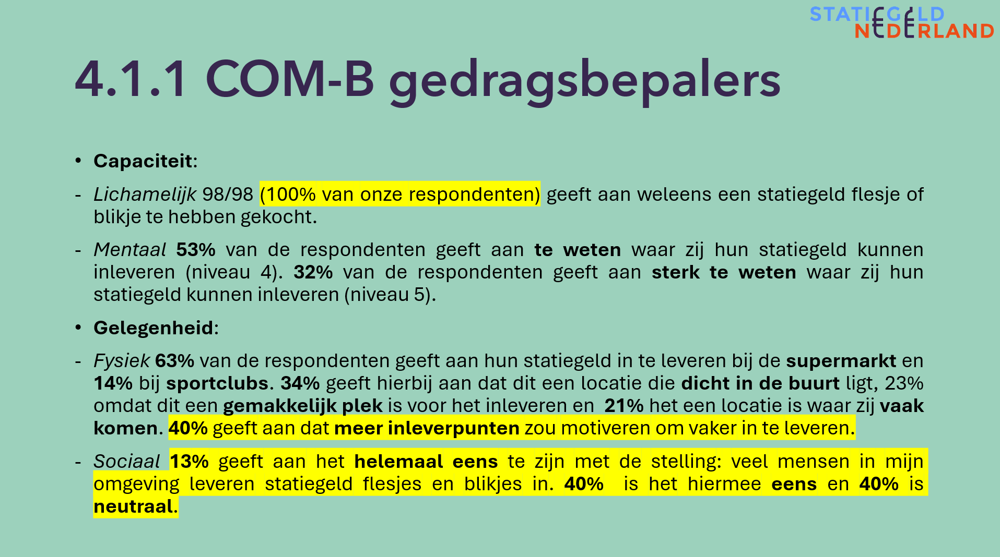 STATIEGELD
NEDERLAND
4.1.1 COM-B gedragsbepalers
• Capaciteit:
- Lichamelijk 98/98 (100% van onze respondenten) geeft aan weleens een statiegeld flesje of
blikje te hebben gekocht.
- Mentaal 53% van de respondenten geeft aan te weten waar zij hun statiegeld kunnen
inleveren (niveau 4). 32% van de respondenten geeft aan sterk te weten waar zij hun
statiegeld kunnen inleveren (niveau 5).
• Gelegenheid:
- Fysiek 63% van de respondenten geeft aan hun statiegeld in te leveren bij de supermarkt en
14% bij sportclubs. 34% geeft hierbij aan dat dit een locatie die dicht in de buurt ligt, 23%
omdat dit een gemakkelijk plek is voor het inleveren en 21% het een locatie is waar zij vaak
komen. 40% geeft aan dat meer inleverpunten zou motiveren om vaker in te leveren.
- Sociaal 13% geeft aan het helemaal eens te zijn met de stelling: veel mensen in mijn
omgeving leveren statiegeld flesjes en blikjes in. 40% is het hiermee eens en 40% is
neutraal.